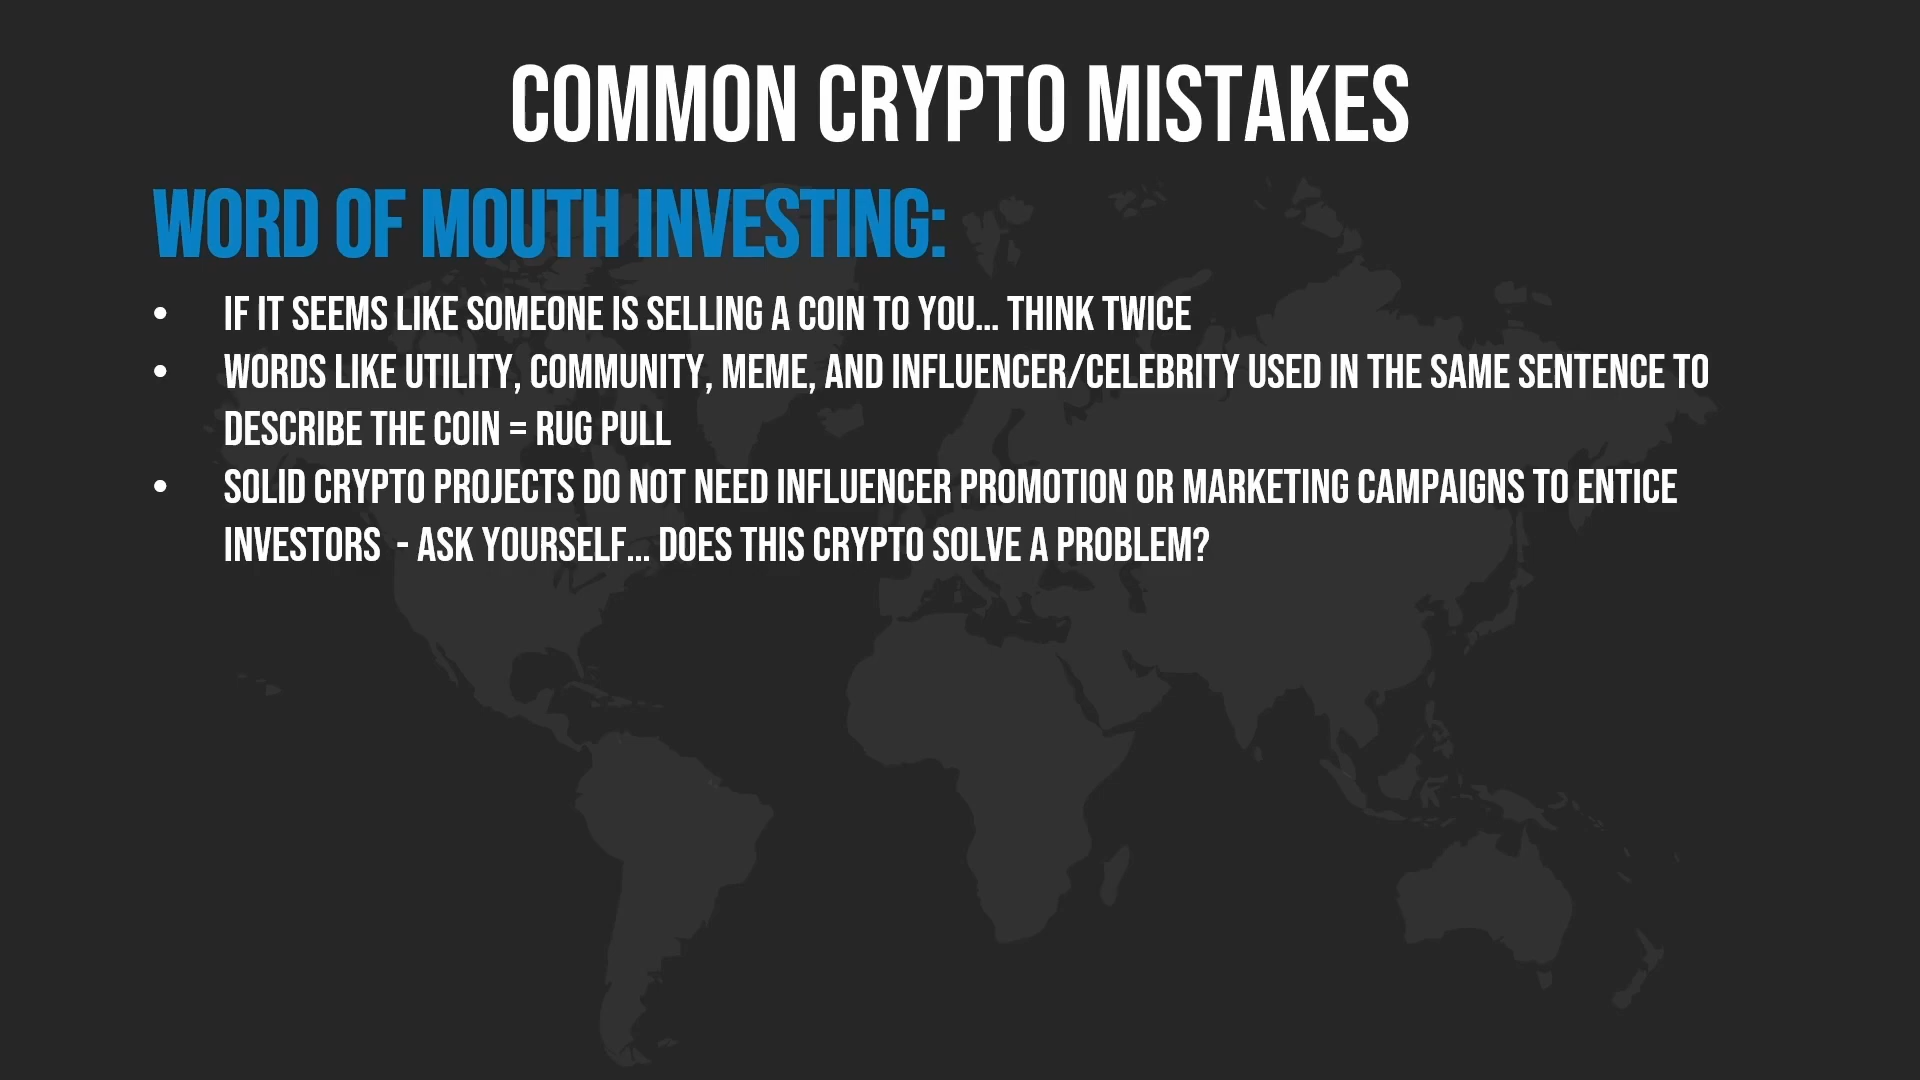 COMMON CRYPTO MISTAKES
WORD OF MOUTH INVESTING:
• IF IT SEEMS LIKE SOMEONE IS SELLING A COIN TO YOU... THINK TWICE
• WORDS LIKE UTILITY, COMMUNITY, MEME, AND INFLUENCER/CELEBRITY USED IN THE SAME SENTENCE TO
DESCRIBE THE COIN = RUG PULL
• SOLID CRYPTO PROJECTS DO NOT NEED INFLUENCER PROMOTION OR MARKETING CAMPAIGNS TO ENTICE
INVESTORS - ASK YOURSELF... DOES THIS CRYPTO SOLVE A PROBLEM?